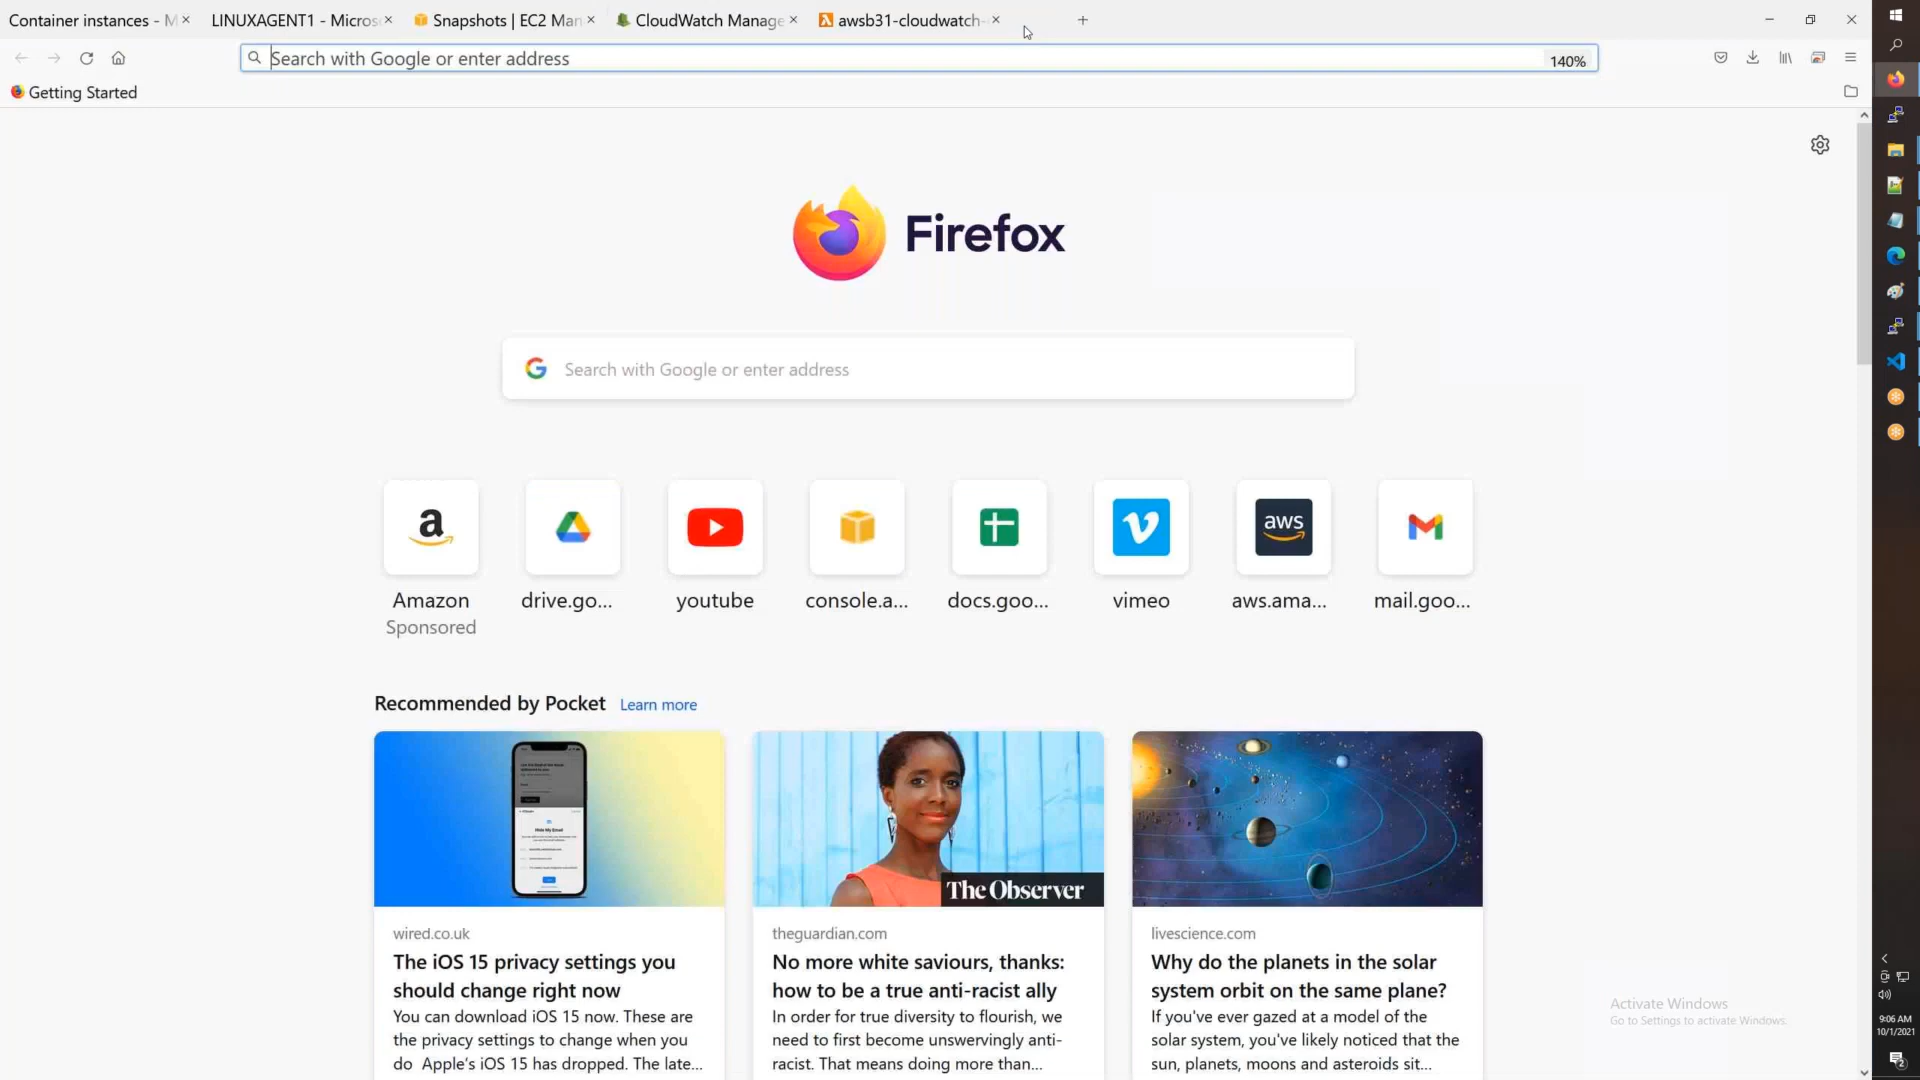 Container instances - M
LINUXAGENT1 - Micros
Snapshots | EC2 Man
CloudWatch Manage
awsb31-cloudwatch-
Search with Google or enter address
140%
Getting Started
Firefox
Search with Google or enter address
a
aws
Amazon
Sponsored
drive.go...
youtube
console.a...
docs.goo...
vimeo
aws.ama...
mail.goo...
Recommended by Pocket Learn more
Hide My Email
The Observer
wired.co.uk
The iOS 15 privacy settings you
should change right now
You can download iOS 15 now. These are
the privacy settings to change when you
do Apple's iOS 15 has dropped. The late...
theguardian.com
No more white saviours, thanks:
how to be a true anti-racist ally
In order for true diversity to flourish, we
need to first become unswervingly anti-
racist. That means doing more than...
livescience.com
Why do the planets in the solar
system orbit on the same plane?
If you've ever gazed at a model of the
solar system, you've likely noticed that the
sun, planets, moons and asteroids sit...
Activate Windows
Go to Settings to activate Windows.
9:06 AM
10/1/2021
2